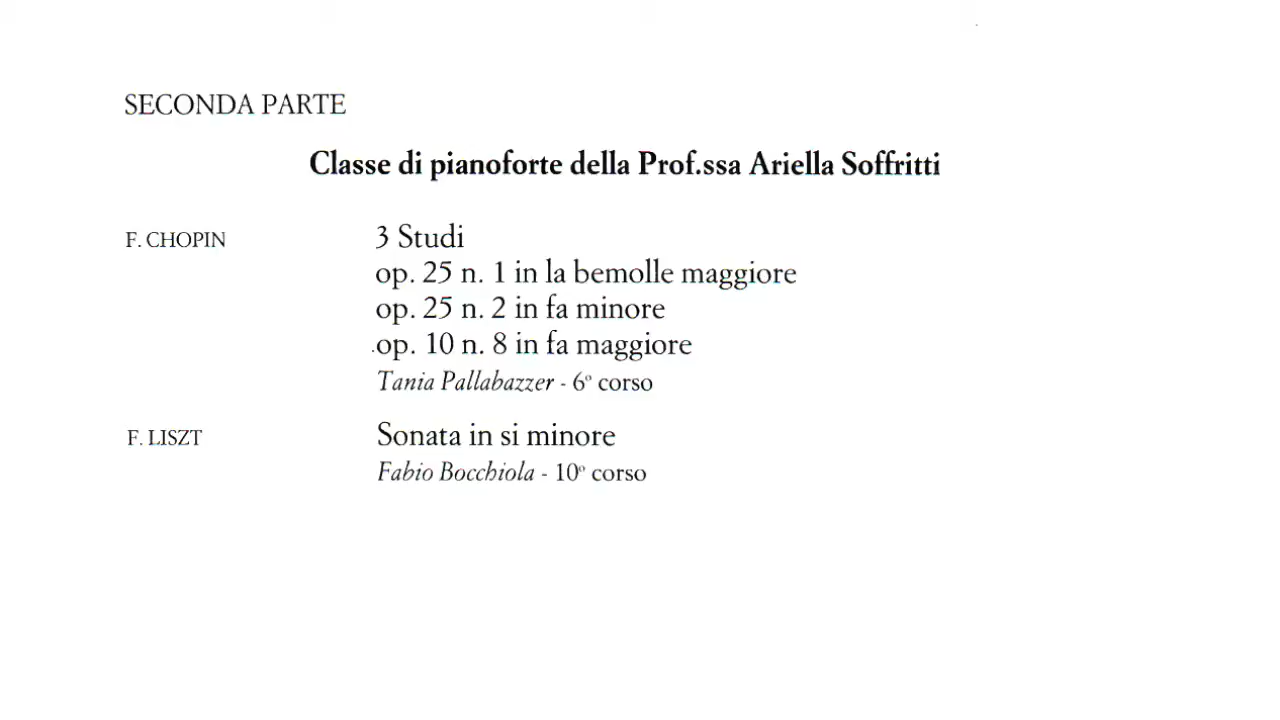 SECONDA PARTE
Classe di pianoforte della Prof.ssa Ariella Soffritti
F. CHOPIN 3 Studi
op. 25 n. 1 in la bemolle maggiore
op. 25 n. 2 in fa minore
op. 10 n. 8 in fa maggiore
Tania Pallabazzer - 6º corso
F. LISZT Sonata in si minore
Fabio Bocchiola - 10º corso